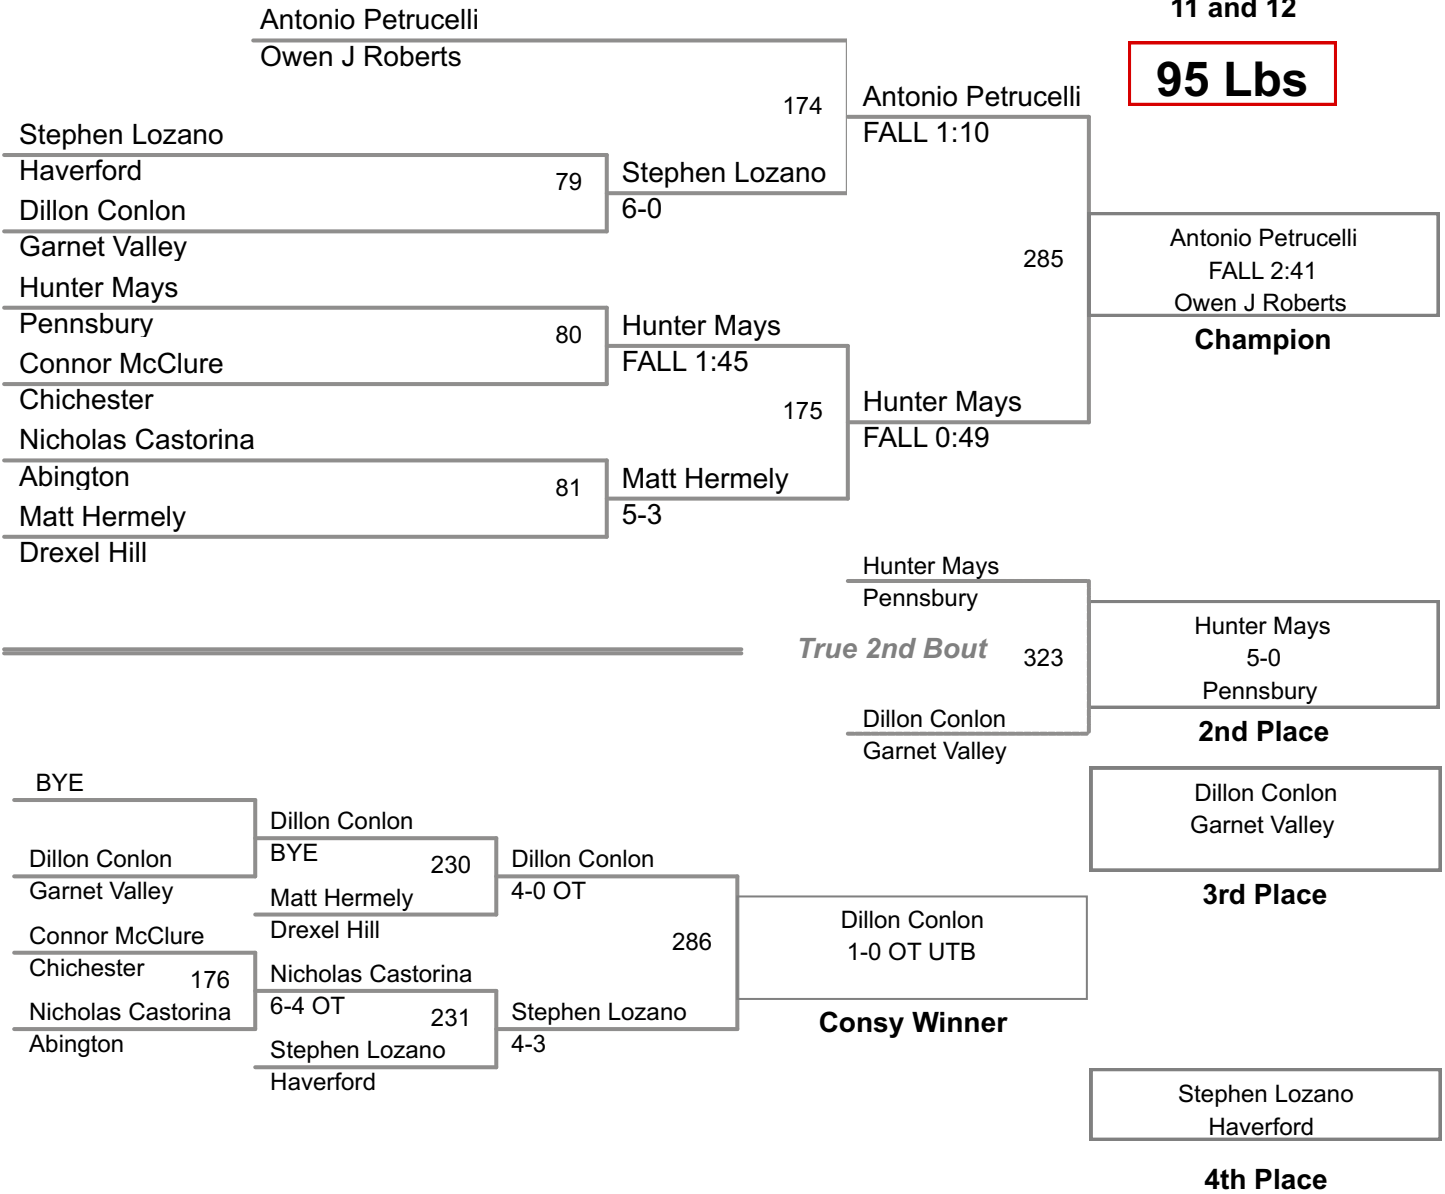 11 and 12
95 Lbs
Antonio Petrucelli
Owen J Roberts
174
Antonio Petrucelli
FALL 1:10
Stephen Lozano
Haverford
79
Stephen Lozano
6-0
Dillon Conlon
Garnet Valley
285
Antonio Petrucelli
FALL 2:41
Owen J Roberts
Champion
Hunter Mays
Pennsbury
80
Hunter Mays
FALL 1:45
Connor McClure
Chichester
175
Hunter Mays
FALL 0:49
Nicholas Castorina
Abington
81
Matt Hermely
5-3
Matt Hermely
Drexel Hill
Hunter Mays
Pennsbury
True 2nd Bout
323
Hunter Mays
5-0
Pennsbury
2nd Place
Dillon Conlon
Garnet Valley
BYE
Dillon Conlon
BYE
Dillon Conlon
Garnet Valley
230
Dillon Conlon
4-0 OT
Matt Hermely
Drexel Hill
Dillon Conlon
Garnet Valley
3rd Place
Connor McClure
Chichester
176
Nicholas Castorina
6-4 OT
Nicholas Castorina
Abington
231
Stephen Lozano
4-3
Stephen Lozano
Haverford
286
Dillon Conlon
1-0 OT UTB
Consy Winner
Stephen Lozano
Haverford
4th Place